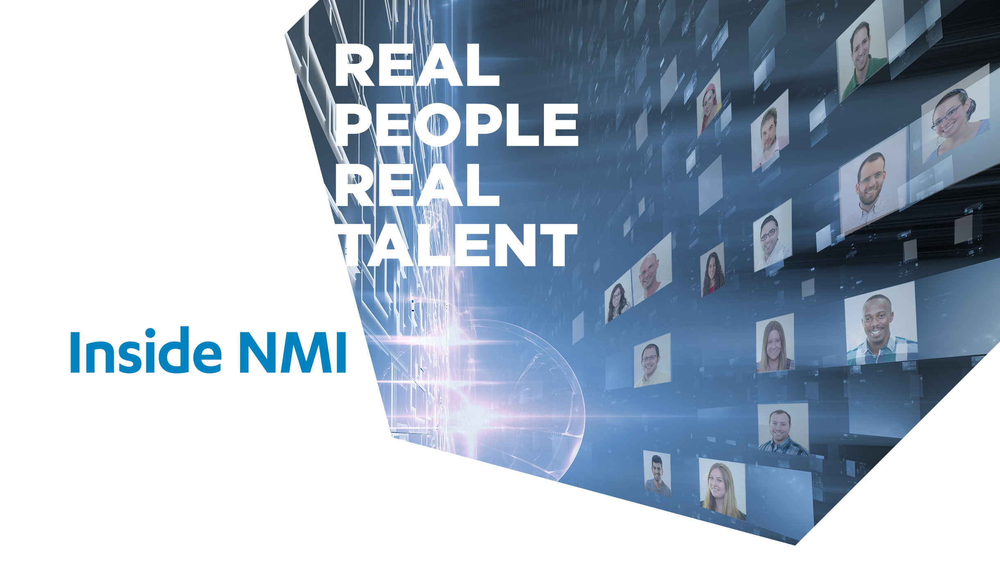 REAL
PEOPLE
REAL
TALENT
Inside NMI